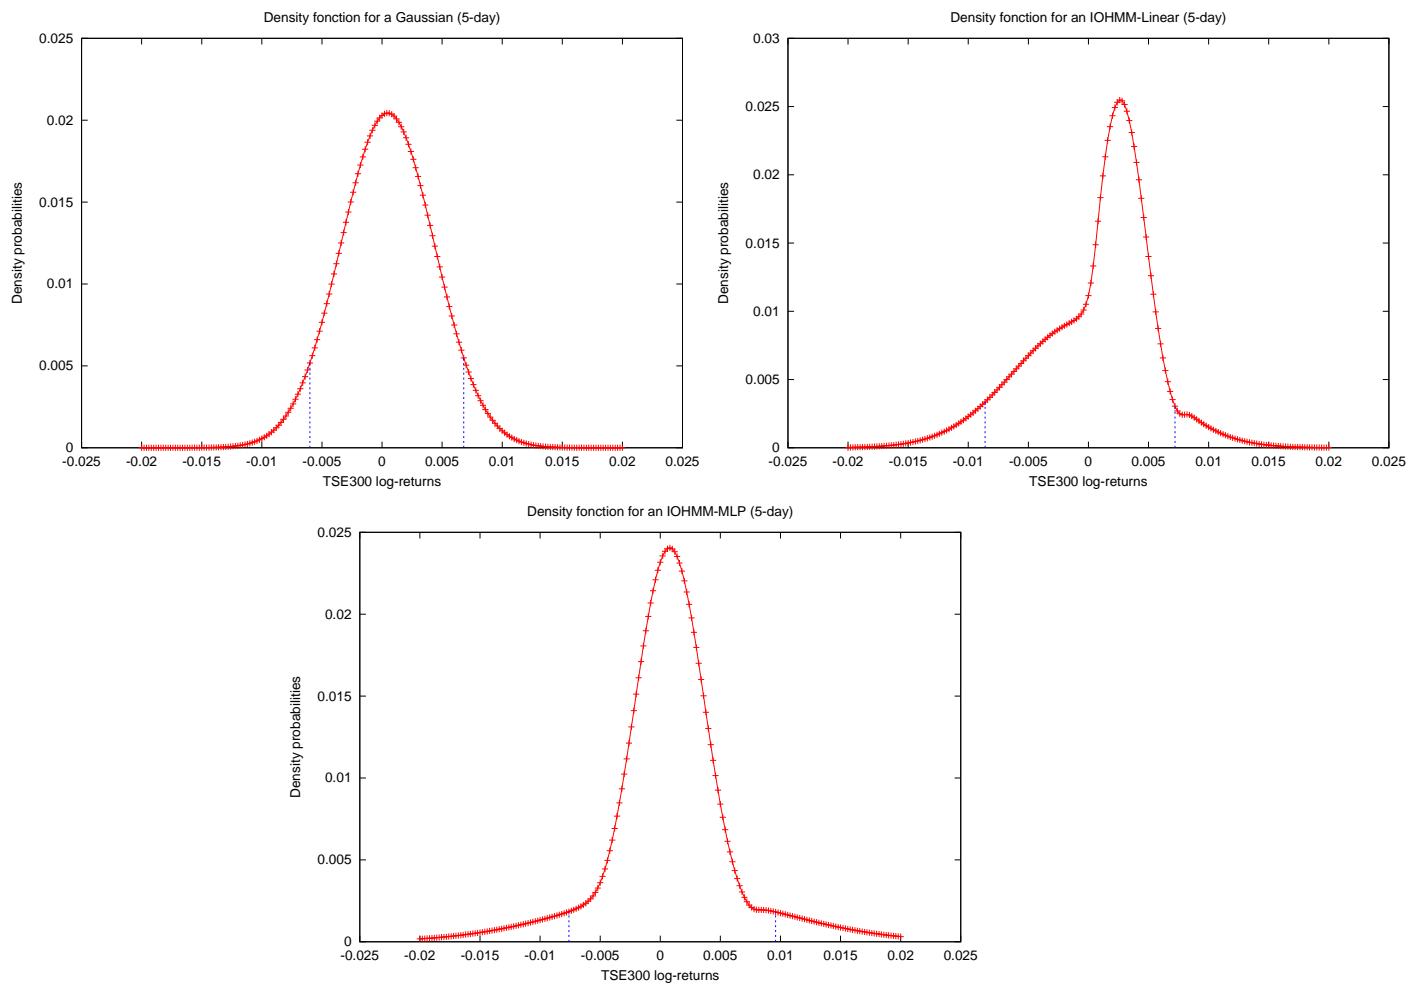 Density fonction for a Gaussian (5-day)
0.025
0.02
0.015
0.01
0.005
0
Density probabilities
-0.025 -0.02 -0.015 -0.01 -0.005 0 0.005 0.01 0.015 0.02 0.025
TSE300 log-returns
Density fonction for an IOHMM-Linear (5-day)
0.03
0.025
0.02
0.015
0.01
0.005
0
Density probabilities
-0.025 -0.02 -0.015 -0.01 -0.005 0 0.005 0.01 0.015 0.02 0.025
TSE300 log-returns
Density fonction for an IOHMM-MLP (5-day)
0.025
0.02
0.015
0.01
0.005
0
Density probabilities
-0.025 -0.02 -0.015 -0.01 -0.005 0 0.005 0.01 0.015 0.02 0.025
TSE300 log-returns